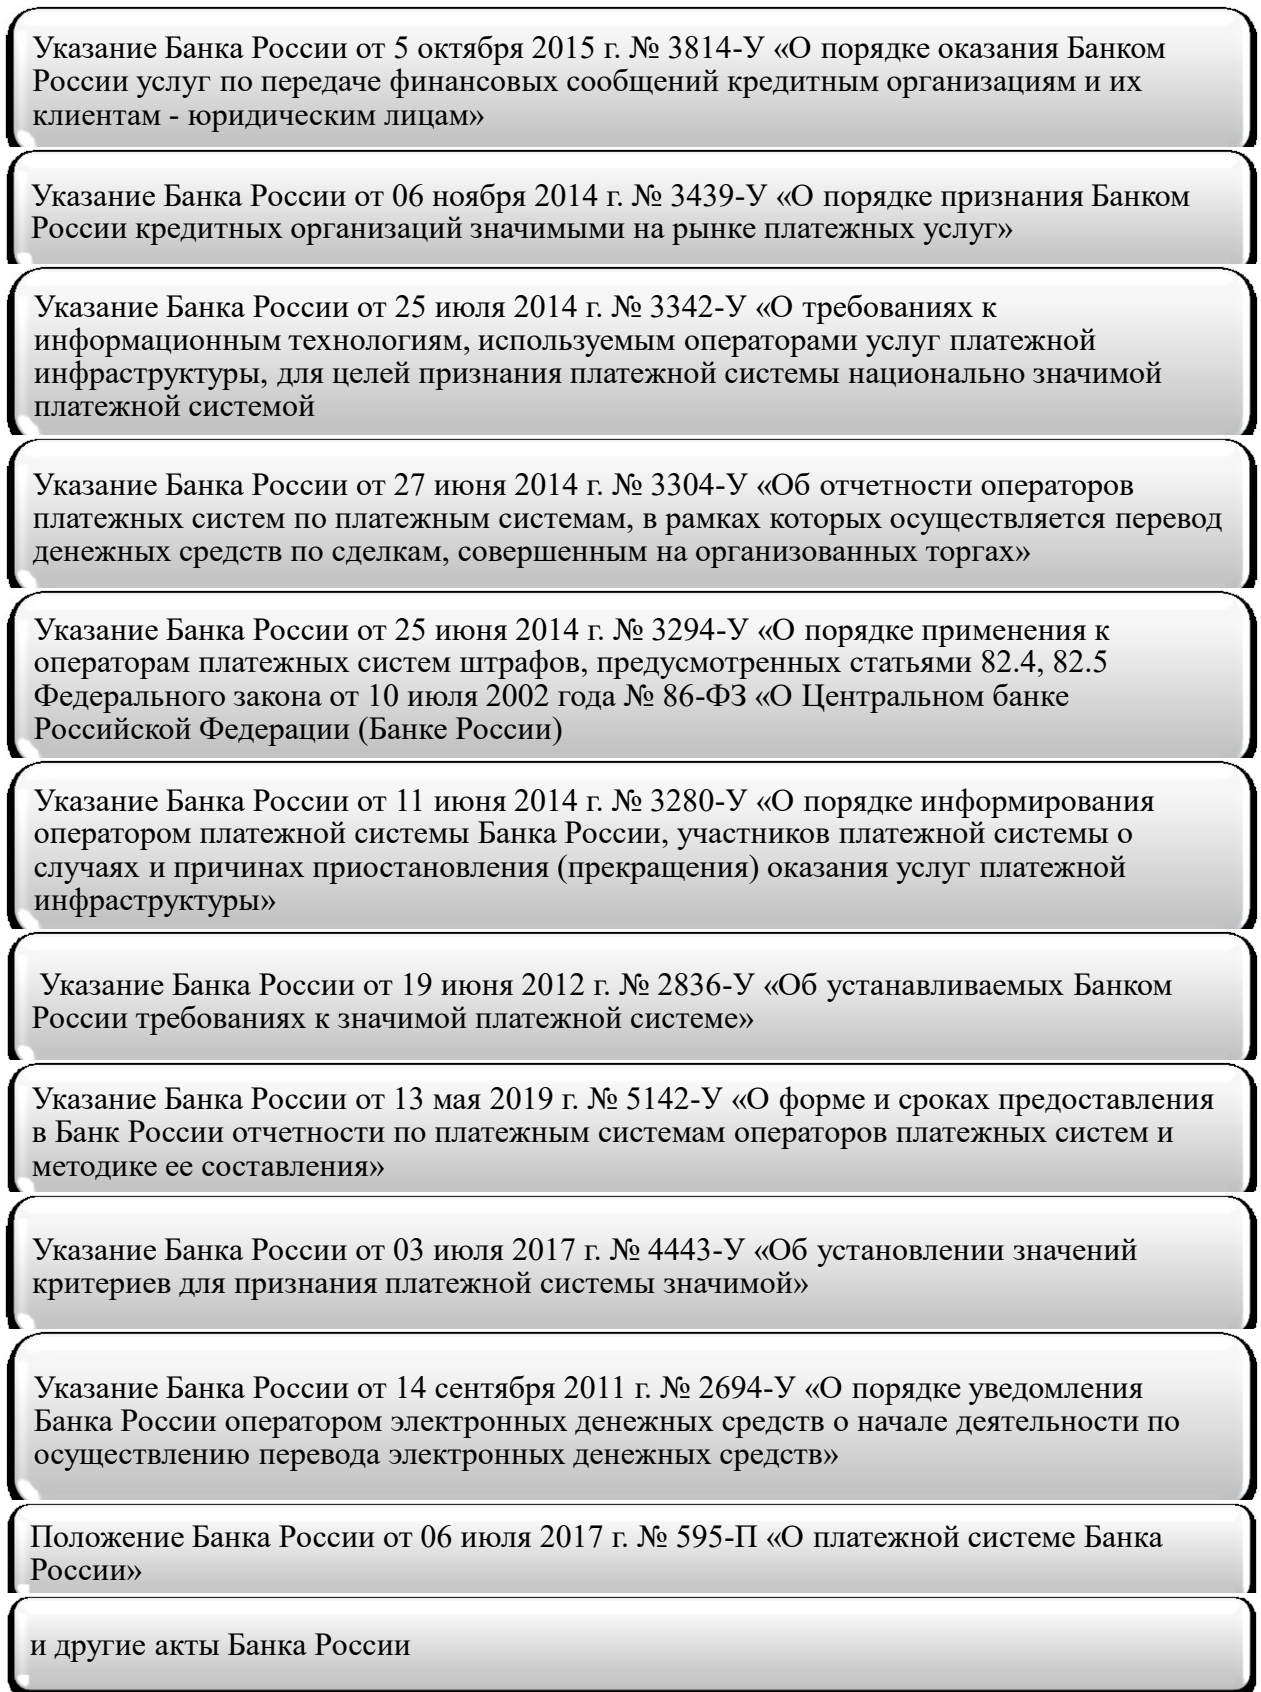 Указание Банка России от 5 октября 2015 г. № 3814-У «О порядке оказания Банком
России услуг по передаче финансовых сообщений кредитным организациям и их
клиентам - юридическим лицам»
Указание Банка России от 06 ноября 2014 г. № 3439-У «О порядке признания Банком
России кредитных организаций значимыми на рынке платежных услуг»
Указание Банка России от 25 июля 2014 г. № 3342-У «О требованиях к
информационным технологиям, используемым операторами услуг платежной
инфраструктуры, для целей признания платежной системы национально значимой
платежной системой
Указание Банка России от 27 июня 2014 г. № 3304-У «Об отчетности операторов
платежных систем по платежным системам, в рамках которых осуществляется перевод
денежных средств по сделкам, совершенным на организованных торгах»
Указание Банка России от 25 июня 2014 г. № 3294-У «О порядке применения к
операторам платежных систем штрафов, предусмотренных статьями 82.4, 82.5
Федерального закона от 10 июля 2002 года № 86-ФЗ «О Центральном банке
Российской Федерации (Банке России)
Указание Банка России от 11 июня 2014 г. № 3280-У «О порядке информирования
оператором платежной системы Банка России, участников платежной системы о
случаях и причинах приостановления (прекращения) оказания услуг платежной
инфраструктуры»
Указание Банка России от 19 июня 2012 г. № 2836-У «Об устанавливаемых Банком
России требованиях к значимой платежной системе»
Указание Банка России от 13 мая 2019 г. № 5142-У «О форме и сроках предоставления
в Банк России отчетности по платежным системам операторов платежных систем и
методике ее составления»
Указание Банка России от 03 июля 2017 г. № 4443-У «Об установлении значений
критериев для признания платежной системы значимой»
Указание Банка России от 14 сентября 2011 г. № 2694-У «О порядке уведомления
Банка России оператором электронных денежных средств о начале деятельности по
осуществлению перевода электронных денежных средств»
Положение Банка России от 06 июля 2017 г. № 595-П «О платежной системе Банка
России»
и другие акты Банка России